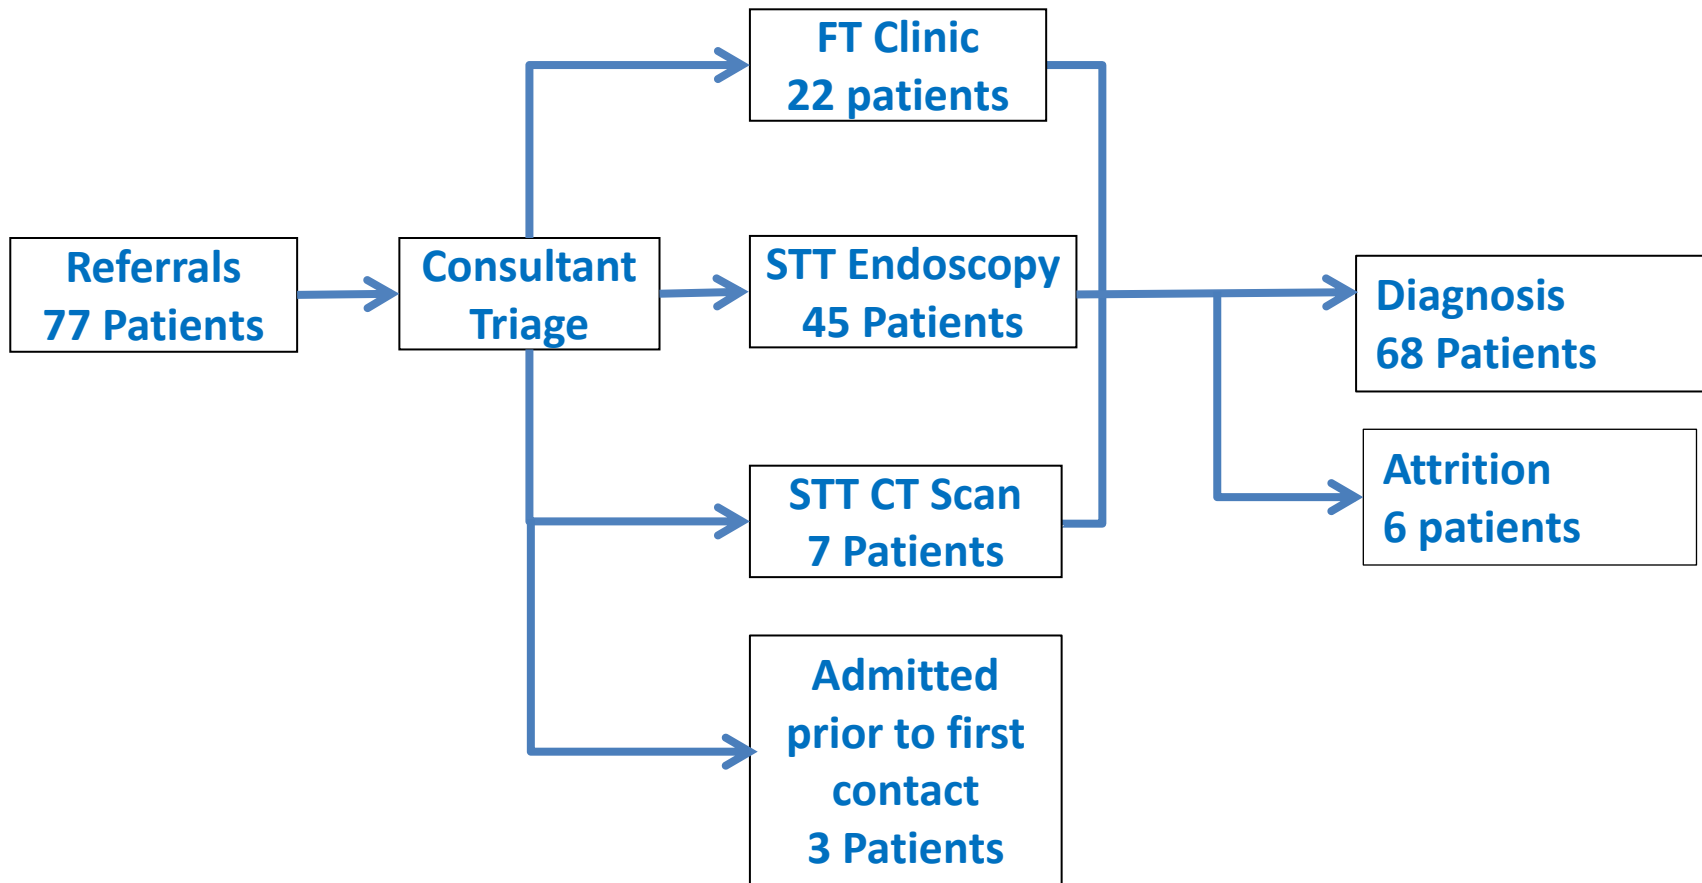 Referrals
77 Patients
Consultant
Triage
FT Clinic
22 patients
STT Endoscopy
45 Patients
STT CT Scan
7 Patients
Admitted
prior to first
contact
3 Patients
Diagnosis
68 Patients
Attrition
6 patients